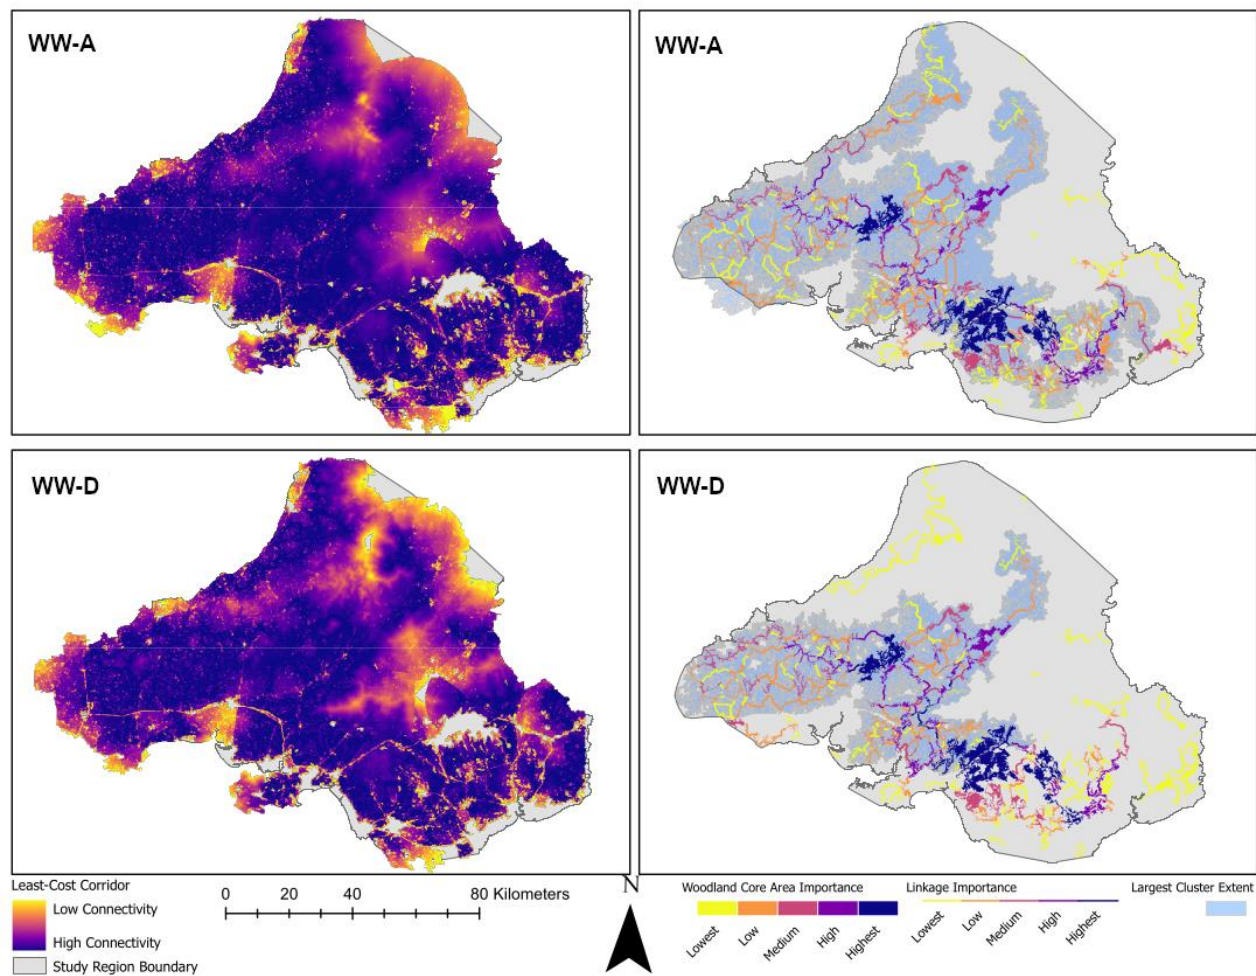 WW-A
WW-A
WW-D
WW-D
Least-Cost Corridor
Low Connectivity
High Connectivity
Study Region Boundary
0 20 40 80 Kilometers
N
Woodland Core Area Importance
Lowest Low Medium High Highest
Linkage Importance
Lowest Low Medium High Highest
Largest Cluster Extent